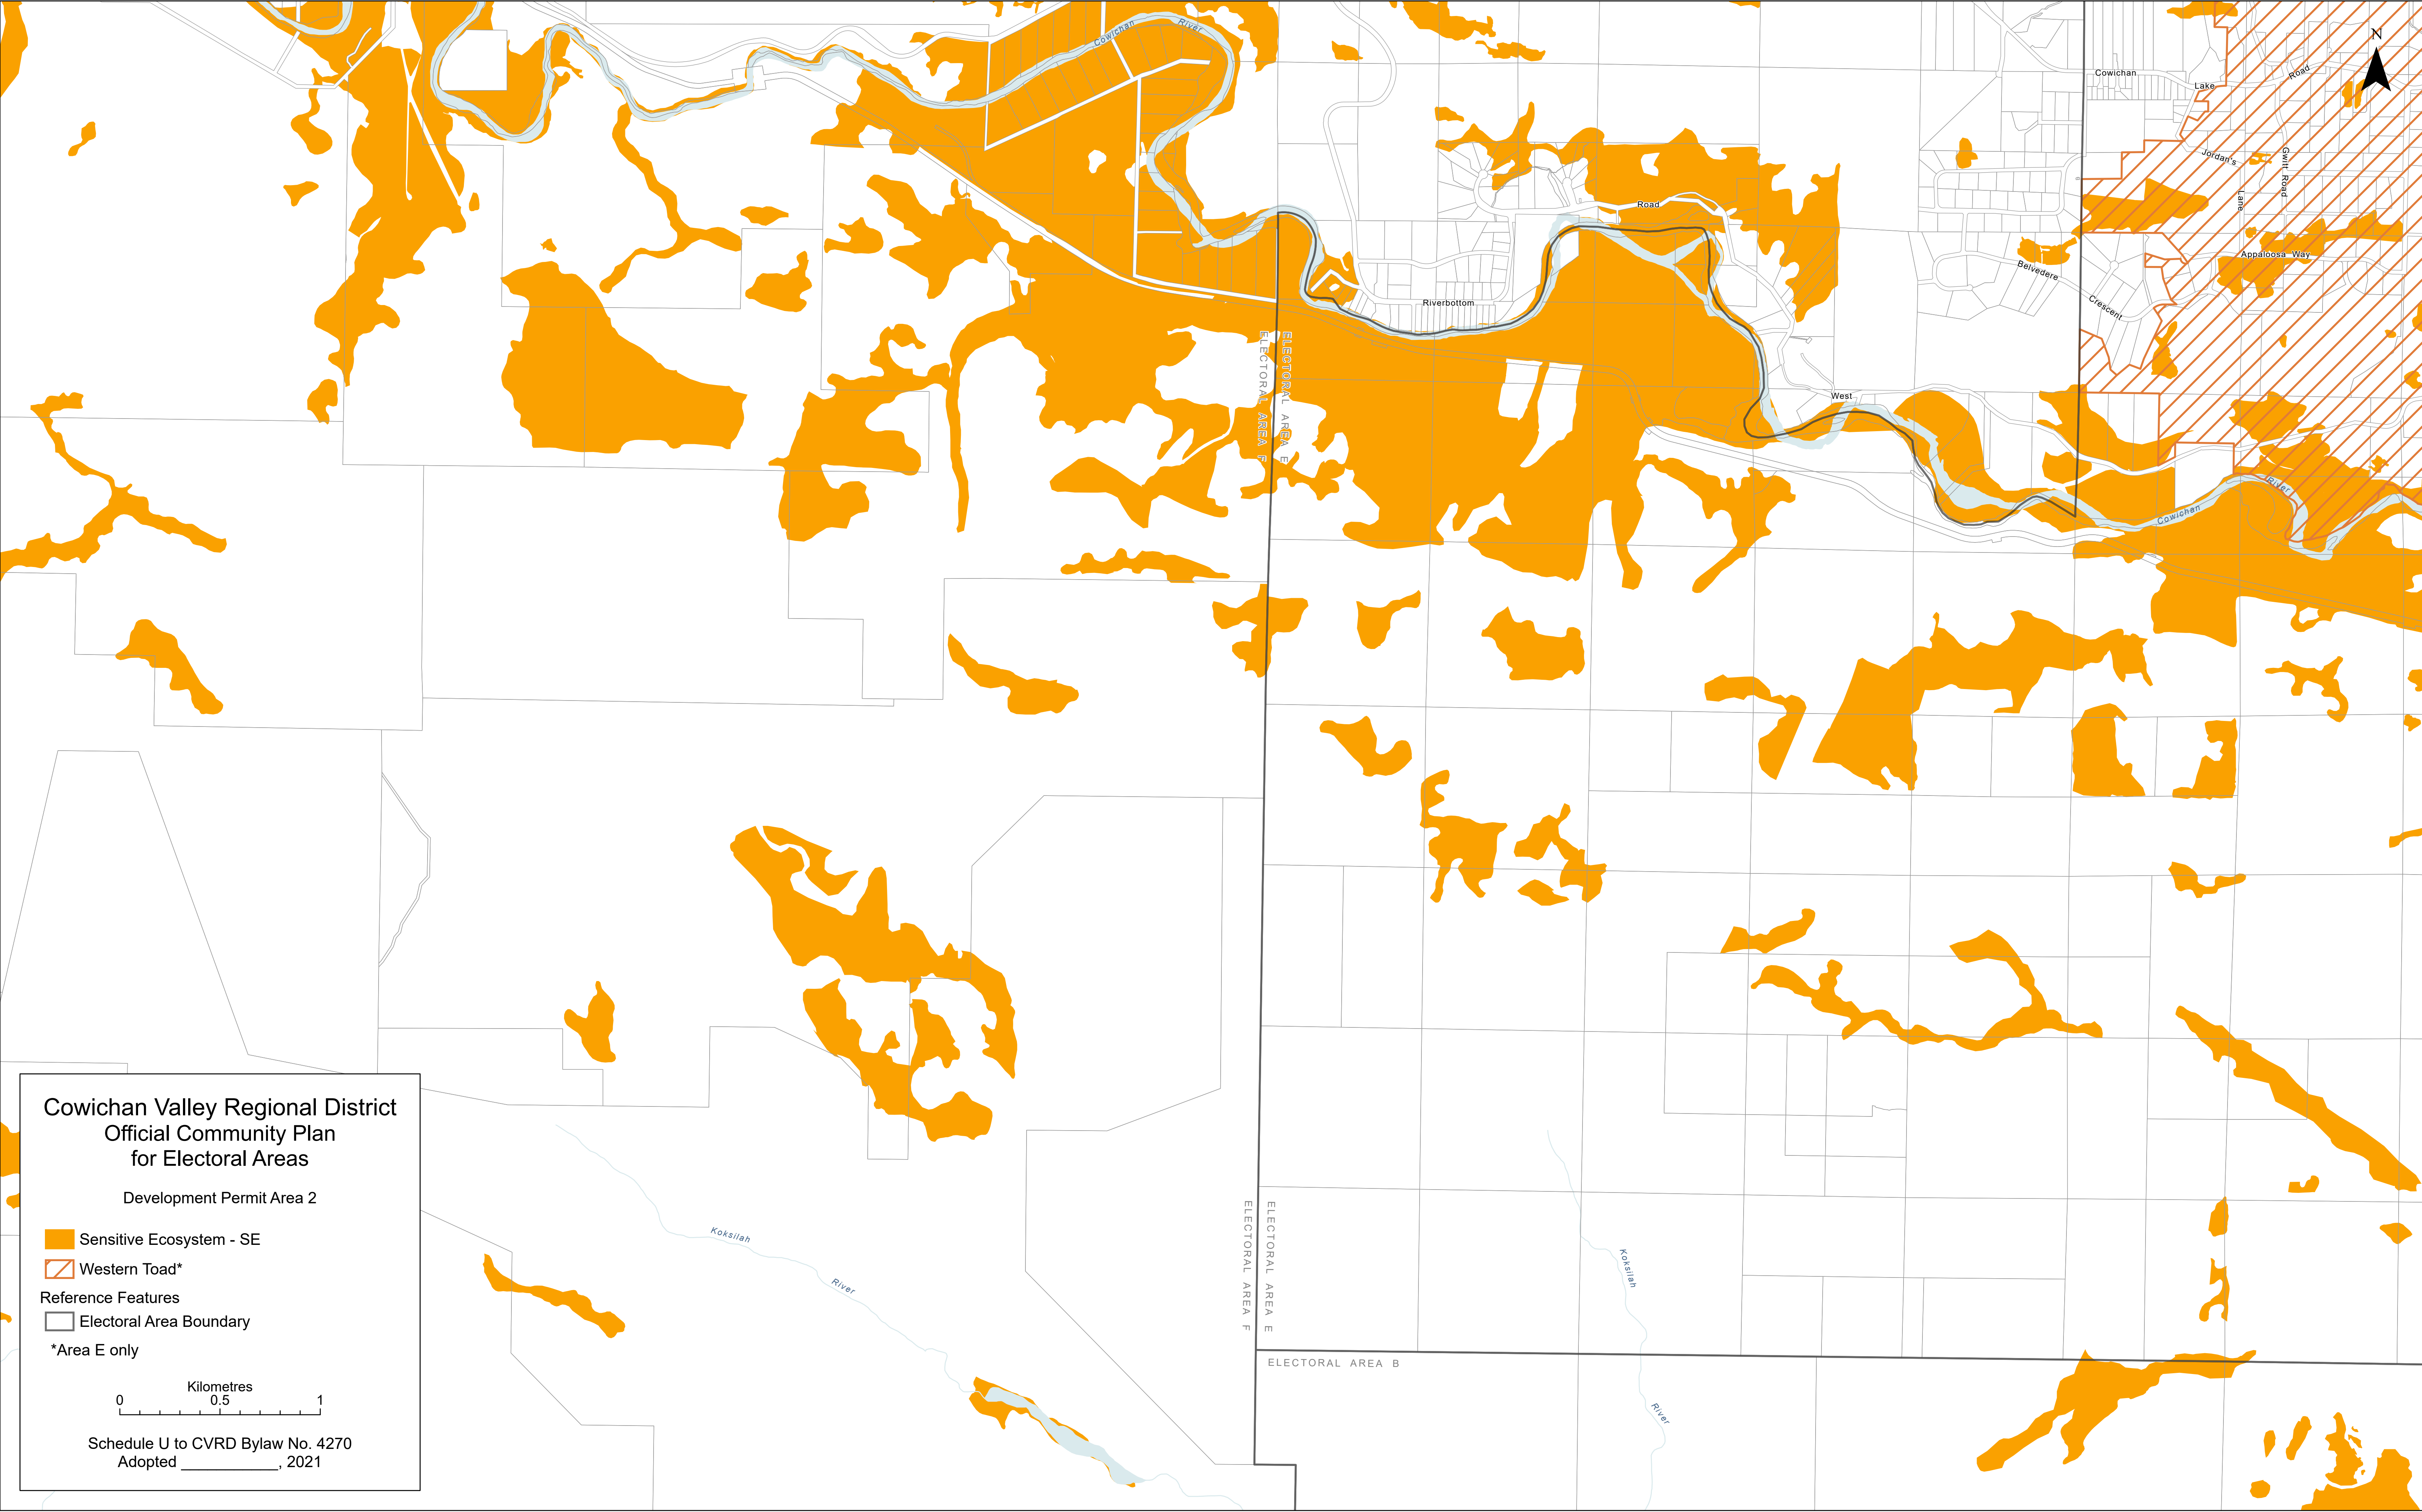 Cowichan
River
N
Cowichan
Lake
Road
Jordan's
Lane
Gwilt Road
Road
Appaloosa Way
Belvedere
Crescent
Riverbottom
ELECTORAL AREA F
ELECTORAL AREA E
West
Cowichan
River
Koksilah
River
Koksilah
River
ELECTORAL AREA F
ELECTORAL AREA E
ELECTORAL AREA B
Cowichan Valley Regional District
Official Community Plan
for Electoral Areas
Development Permit Area 2
Sensitive Ecosystem - SE
Western Toad*
Reference Features
Electoral Area Boundary
*Area E only
Kilometres
0 0.5 1
Schedule U to CVRD Bylaw No. 4270
Adopted ____________, 2021